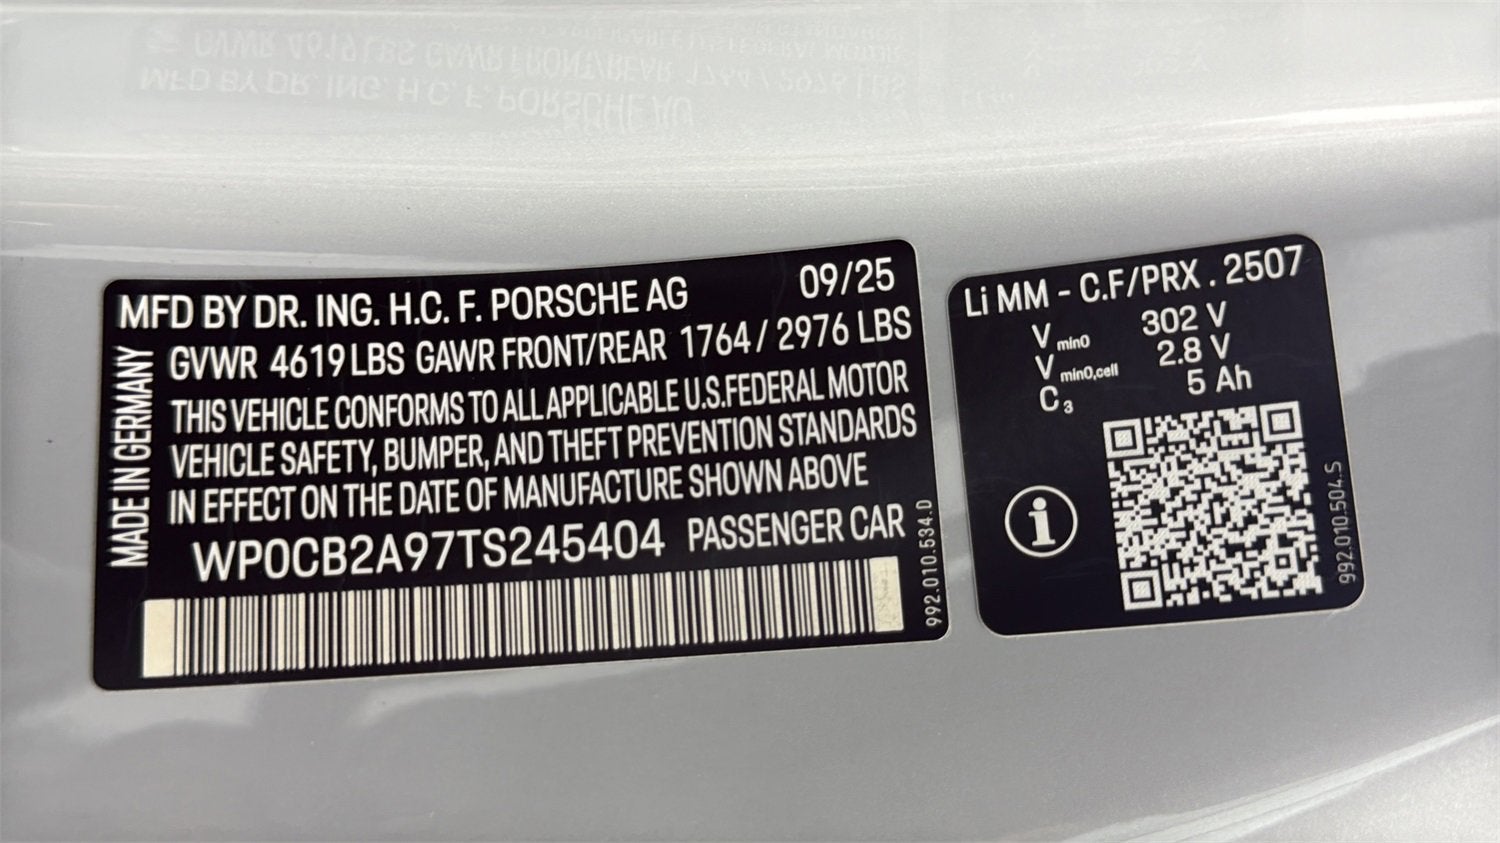 MFD BY DR. ING. H.C. F. PORSCHE AG 09/25
GVWR 4619 LBS GAWR FRONT/REAR 1764 / 2976 LBS
THIS VEHICLE CONFORMS TO ALL APPLICABLE U.S.FEDERAL MOTOR
VEHICLE SAFETY, BUMPER, AND THEFT PREVENTION STANDARDS
IN EFFECT ON THE DATE OF MANUFACTURE SHOWN ABOVE
WP0CB2A97TS245404 PASSENGER CAR
MADE IN GERMANY
992.010.534.D
Li MM - C.F/PRX . 2507
Vmin0 302 V
Vmin0,cell 2.8 V
C3 5 Ah
i
992.010.504.S